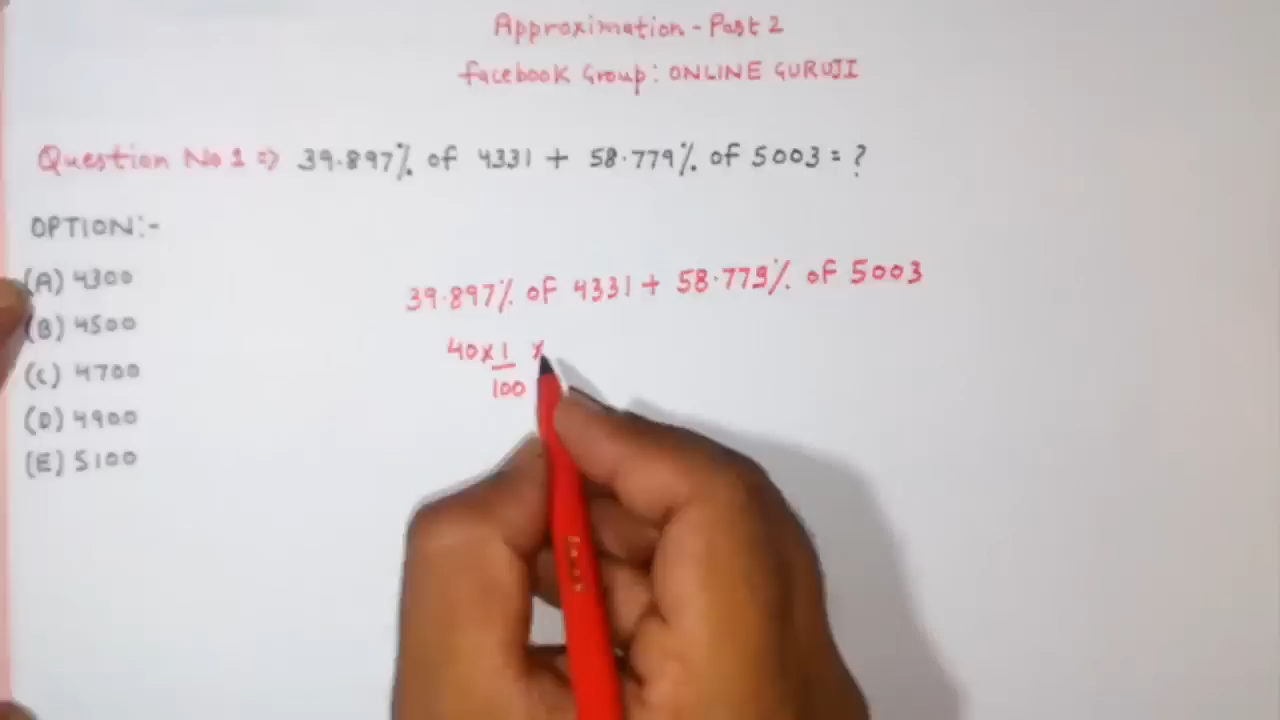 Approximation - Part 2
facebook Group: ONLINE GURUJI
Question No 1 => 39.897% of 4331 + 58.779% of 5003 = ?
OPTION:-
(A) 4300
(B) 4500
(C) 4700
(D) 4900
(E) 5100
39.897% of 4331 + 58.779% of 5003
40 x 1 x
100